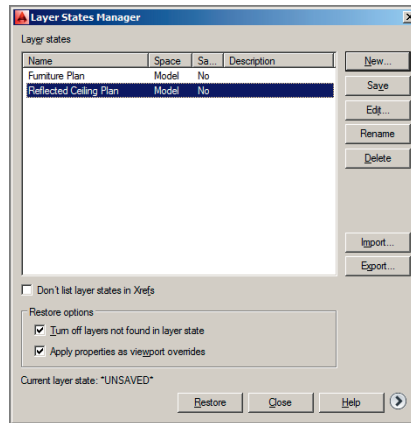 Layer States Manager
Layer states
Name Space Sa... Description
Furniture Plan Model No
Reflected Ceiling Plan Model No
New...
Save
Edit...
Rename
Delete
Import...
Export...
Don't list layer states in Xrefs
Restore options
Turn off layers not found in layer state
Apply properties as viewport overrides
Current layer state: "UNSAVED"
Restore Close Help